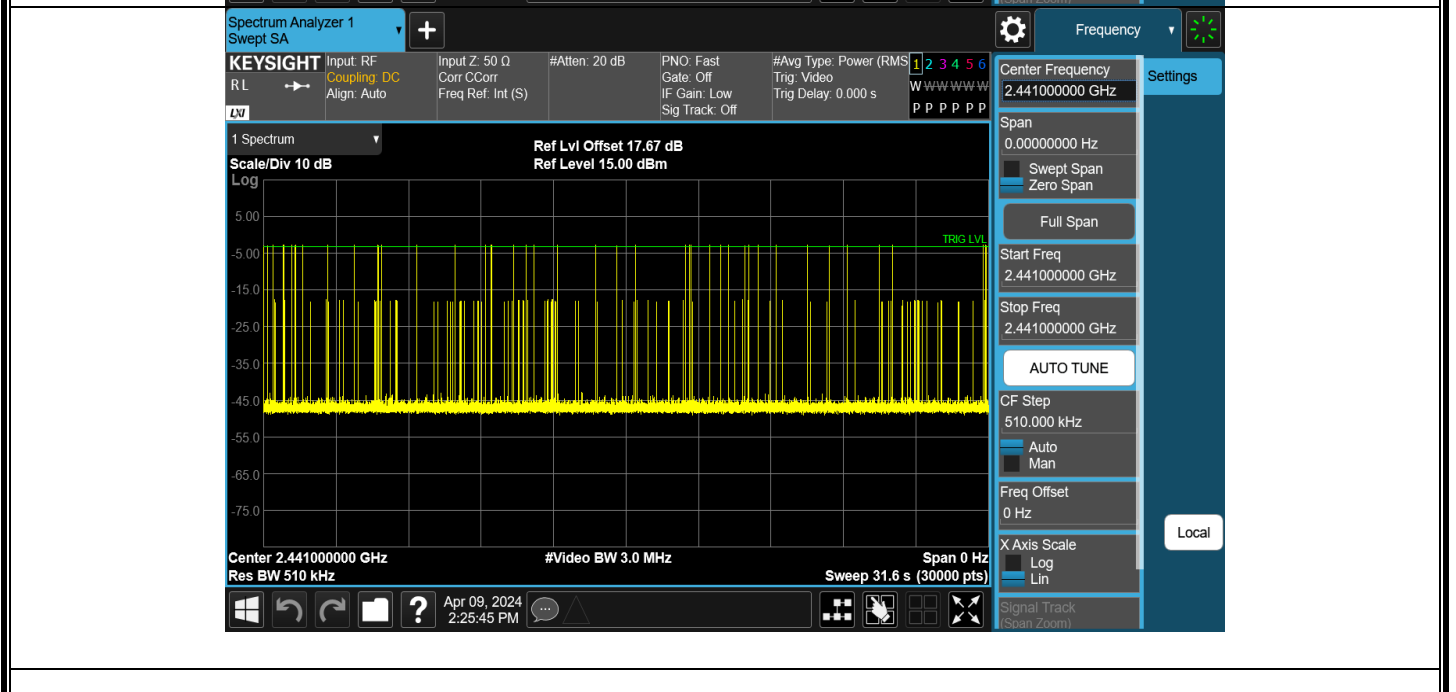 (Span Zoom)
Spectrum Analyzer 1
Swept SA
Frequency
KEYSIGHT
R L
LXI
Input: RF
Coupling: DC
Align: Auto
Input Z: 50 Ω
Corr CCorr
Freq Ref: Int (S)
#Atten: 20 dB
PNO: Fast
Gate: Off
IF Gain: Low
Sig Track: Off
#Avg Type: Power (RMS
Trig: Video
Trig Delay: 0.000 s
1 2 3 4 5 6
W W W W W W
P P P P P P
1 Spectrum
Scale/Div 10 dB
Ref Lvl Offset 17.67 dB
Ref Level 15.00 dBm
Log
5.00
TRIG LVL
-5.00
-15.0
-25.0
-35.0
-45.0
-55.0
-65.0
-75.0
Center 2.441000000 GHz
#Video BW 3.0 MHz
Span 0 Hz
Res BW 510 kHz
Sweep 31.6 s (30000 pts)
Center Frequency
2.441000000 GHz
Settings
Span
0.00000000 Hz
Swept Span
Zero Span
Full Span
Start Freq
2.441000000 GHz
Stop Freq
2.441000000 GHz
AUTO TUNE
CF Step
510.000 kHz
Auto
Man
Freq Offset
0 Hz
X Axis Scale
Log
Lin
Signal Track
(Span Zoom)
Local
?
Apr 09, 2024
2:25:45 PM